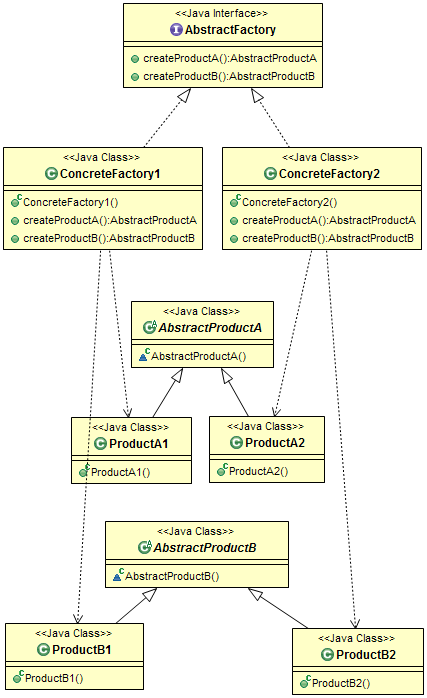 <<Java Interface>>
AbstractFactory
createProductA():AbstractProductA
createProductB():AbstractProductB
<<Java Class>>
ConcreteFactory1
ConcreteFactory1()
createProductA():AbstractProductA
createProductB():AbstractProductB
<<Java Class>>
ConcreteFactory2
ConcreteFactory2()
createProductA():AbstractProductA
createProductB():AbstractProductB
<<Java Class>>
AbstractProductA
AbstractProductA()
<<Java Class>>
ProductA1
ProductA1()
<<Java Class>>
ProductA2
ProductA2()
<<Java Class>>
AbstractProductB
AbstractProductB()
<<Java Class>>
ProductB1
ProductB1()
<<Java Class>>
ProductB2
ProductB2()